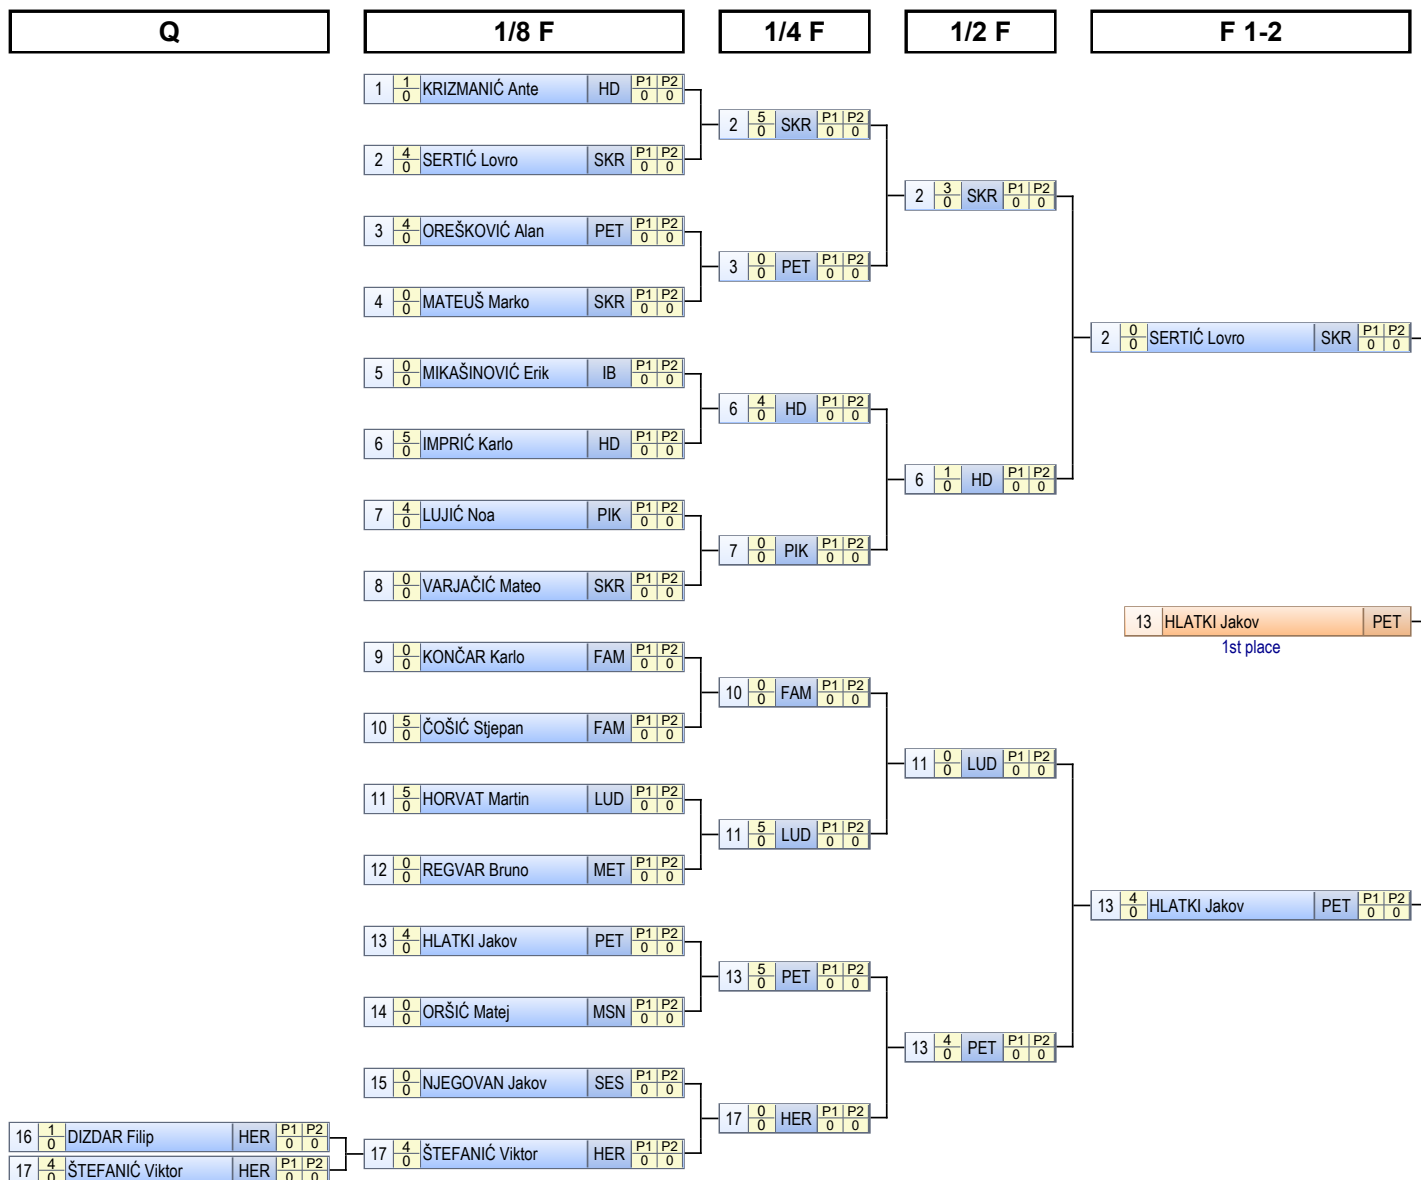 Q 1/8 F 1/4 F 1/2 F F 1-2
1 1 0 KRIZMANIĆ Ante HD P1 P2 0 0
2 5 0 SKR P1 P2 0 0
2 4 0 SERTIĆ Lovro SKR P1 P2 0 0
2 3 0 SKR P1 P2 0 0
3 4 0 OREŠKOVIĆ Alan PET P1 P2 0 0
3 0 0 PET P1 P2 0 0
4 0 0 MATEUŠ Marko SKR P1 P2 0 0
2 0 0 SERTIĆ Lovro SKR P1 P2 0 0
5 0 0 MIKAŠINOVIĆ Erik IB P1 P2 0 0
6 4 0 HD P1 P2 0 0
6 5 0 IMPRIĆ Karlo HD P1 P2 0 0
6 1 0 HD P1 P2 0 0
7 4 0 LUJIĆ Noa PIK P1 P2 0 0
7 0 0 PIK P1 P2 0 0
8 0 0 VARJAČIĆ Mateo SKR P1 P2 0 0
13 HLATKI Jakov PET
1st place
9 0 0 KONČAR Karlo FAM P1 P2 0 0
10 0 0 FAM P1 P2 0 0
10 5 0 ČOŠIĆ Stjepan FAM P1 P2 0 0
11 0 0 LUD P1 P2 0 0
11 5 0 HORVAT Martin LUD P1 P2 0 0
11 5 0 LUD P1 P2 0 0
12 0 0 REGVAR Bruno MET P1 P2 0 0
13 4 0 HLATKI Jakov PET P1 P2 0 0
13 4 0 HLATKI Jakov PET P1 P2 0 0
13 5 0 PET P1 P2 0 0
14 0 0 ORŠIĆ Matej MSN P1 P2 0 0
13 4 0 PET P1 P2 0 0
15 0 0 NJEGOVAN Jakov SES P1 P2 0 0
17 0 0 HER P1 P2 0 0
16 1 0 DIZDAR Filip HER P1 P2 0 0
17 4 0 ŠTEFANIĆ Viktor HER P1 P2 0 0
17 4 0 ŠTEFANIĆ Viktor HER P1 P2 0 0